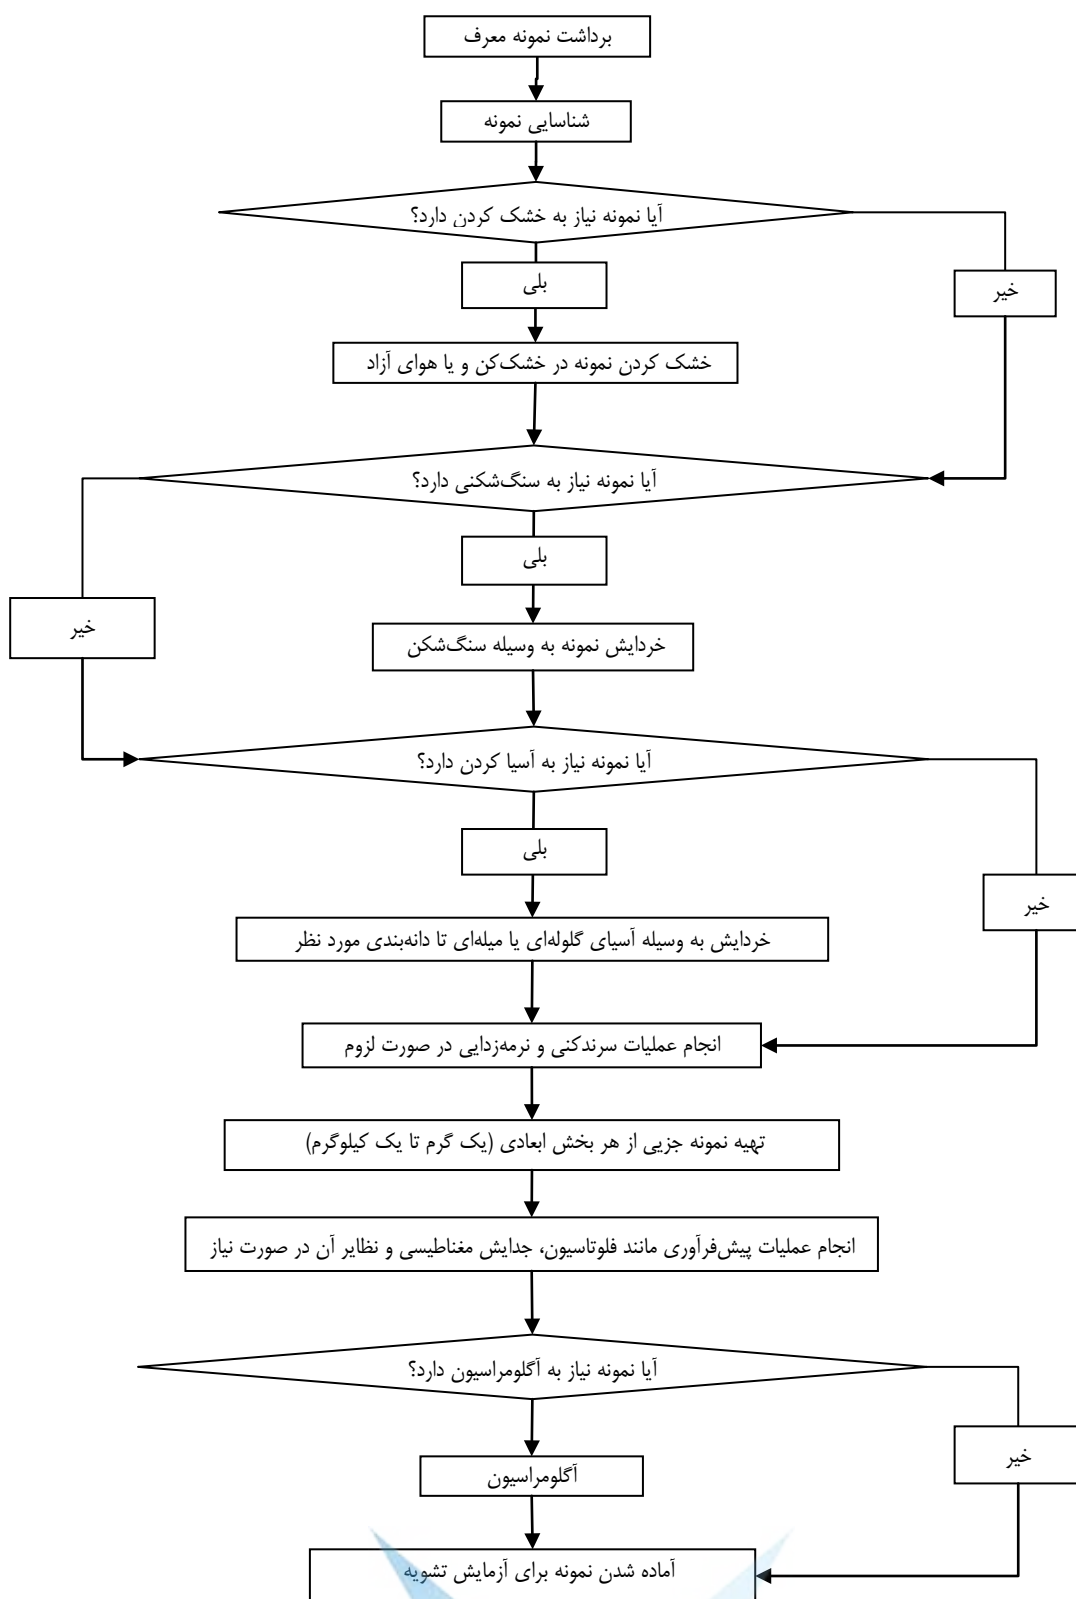 برداشت نمونه معرف
شناسایی نمونه
آیا نمونه نیاز به خشک کردن دارد؟
بلی
خیر
خشک کردن نمونه در خشک‌کن و یا هوای آزاد
آیا نمونه نیاز به سنگ‌شکنی دارد؟
بلی
خیر
خردایش نمونه به وسیله سنگ‌شکن
آیا نمونه نیاز به آسیا کردن دارد؟
بلی
خیر
خردایش به وسیله آسیای گلوله‌ای یا میله‌ای تا دانه‌بندی مورد نظر
انجام عملیات سرندکنی و نرمه‌زدایی در صورت لزوم
تهیه نمونه جزیی از هر بخش ابعادی (یک گرم تا یک کیلوگرم)
انجام عملیات پیش‌فرآوری مانند فلوتاسیون، جدایش مغناطیسی و نظایر آن در صورت نیاز
آیا نمونه نیاز به آگلومراسیون دارد؟
خیر
آگلومراسیون
آماده شدن نمونه برای آزمایش تشویه